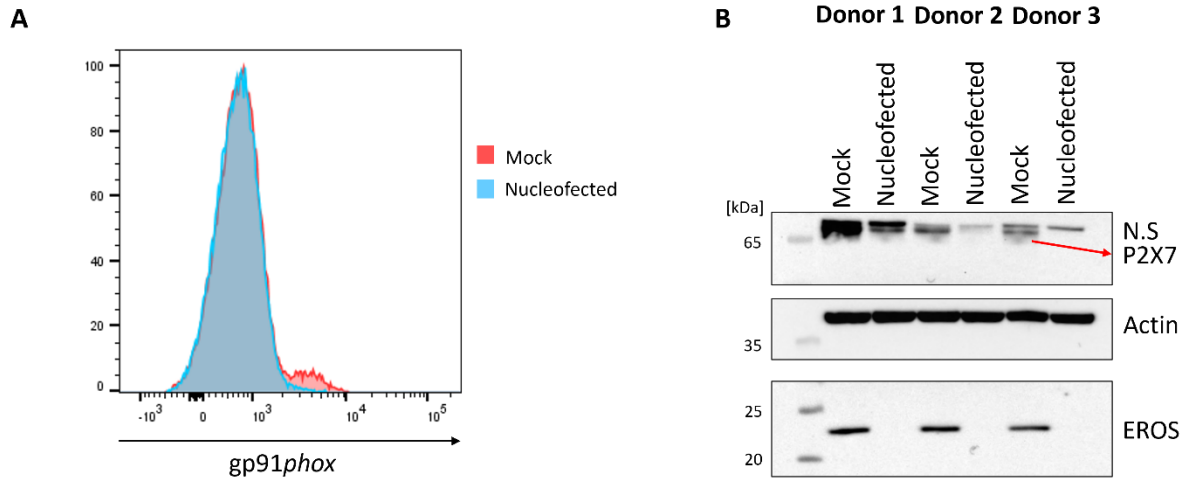 A
100
80
60
40
20
0
-10³ 0 10³ 10⁴ 10⁵
gp91phox
Mock
Nucleofected
B
Donor 1 Donor 2 Donor 3
Mock Nucleofected Mock Nucleofected Mock Nucleofected
[kDa]
65
N.S
P2X7
Actin
35
25
EROS
20